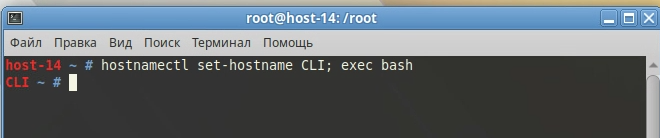 root@host-14: /root
Файл Правка Вид Поиск Терминал Помощь
host-14 ~ # hostnamectl set-hostname CLI; exec bash
CLI ~ #